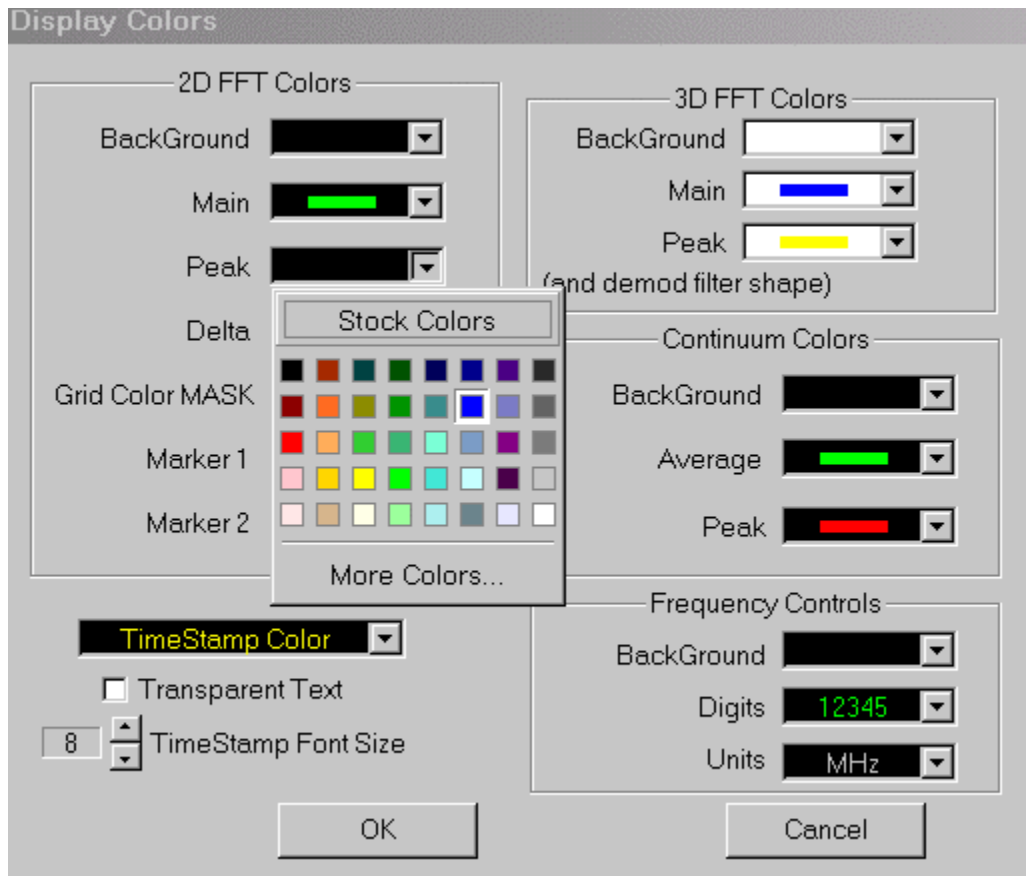 Display Colors
2D FFT Colors
BackGround
Main
Peak
Delta
Grid Color MASK
Marker 1
Marker 2
Stock Colors
More Colors...
TimeStamp Color
Transparent Text
8 TimeStamp Font Size
3D FFT Colors
BackGround
Main
Peak
(and demod filter shape)
Continuum Colors
BackGround
Average
Peak
Frequency Controls
BackGround
Digits 12345
Units MHz
OK
Cancel